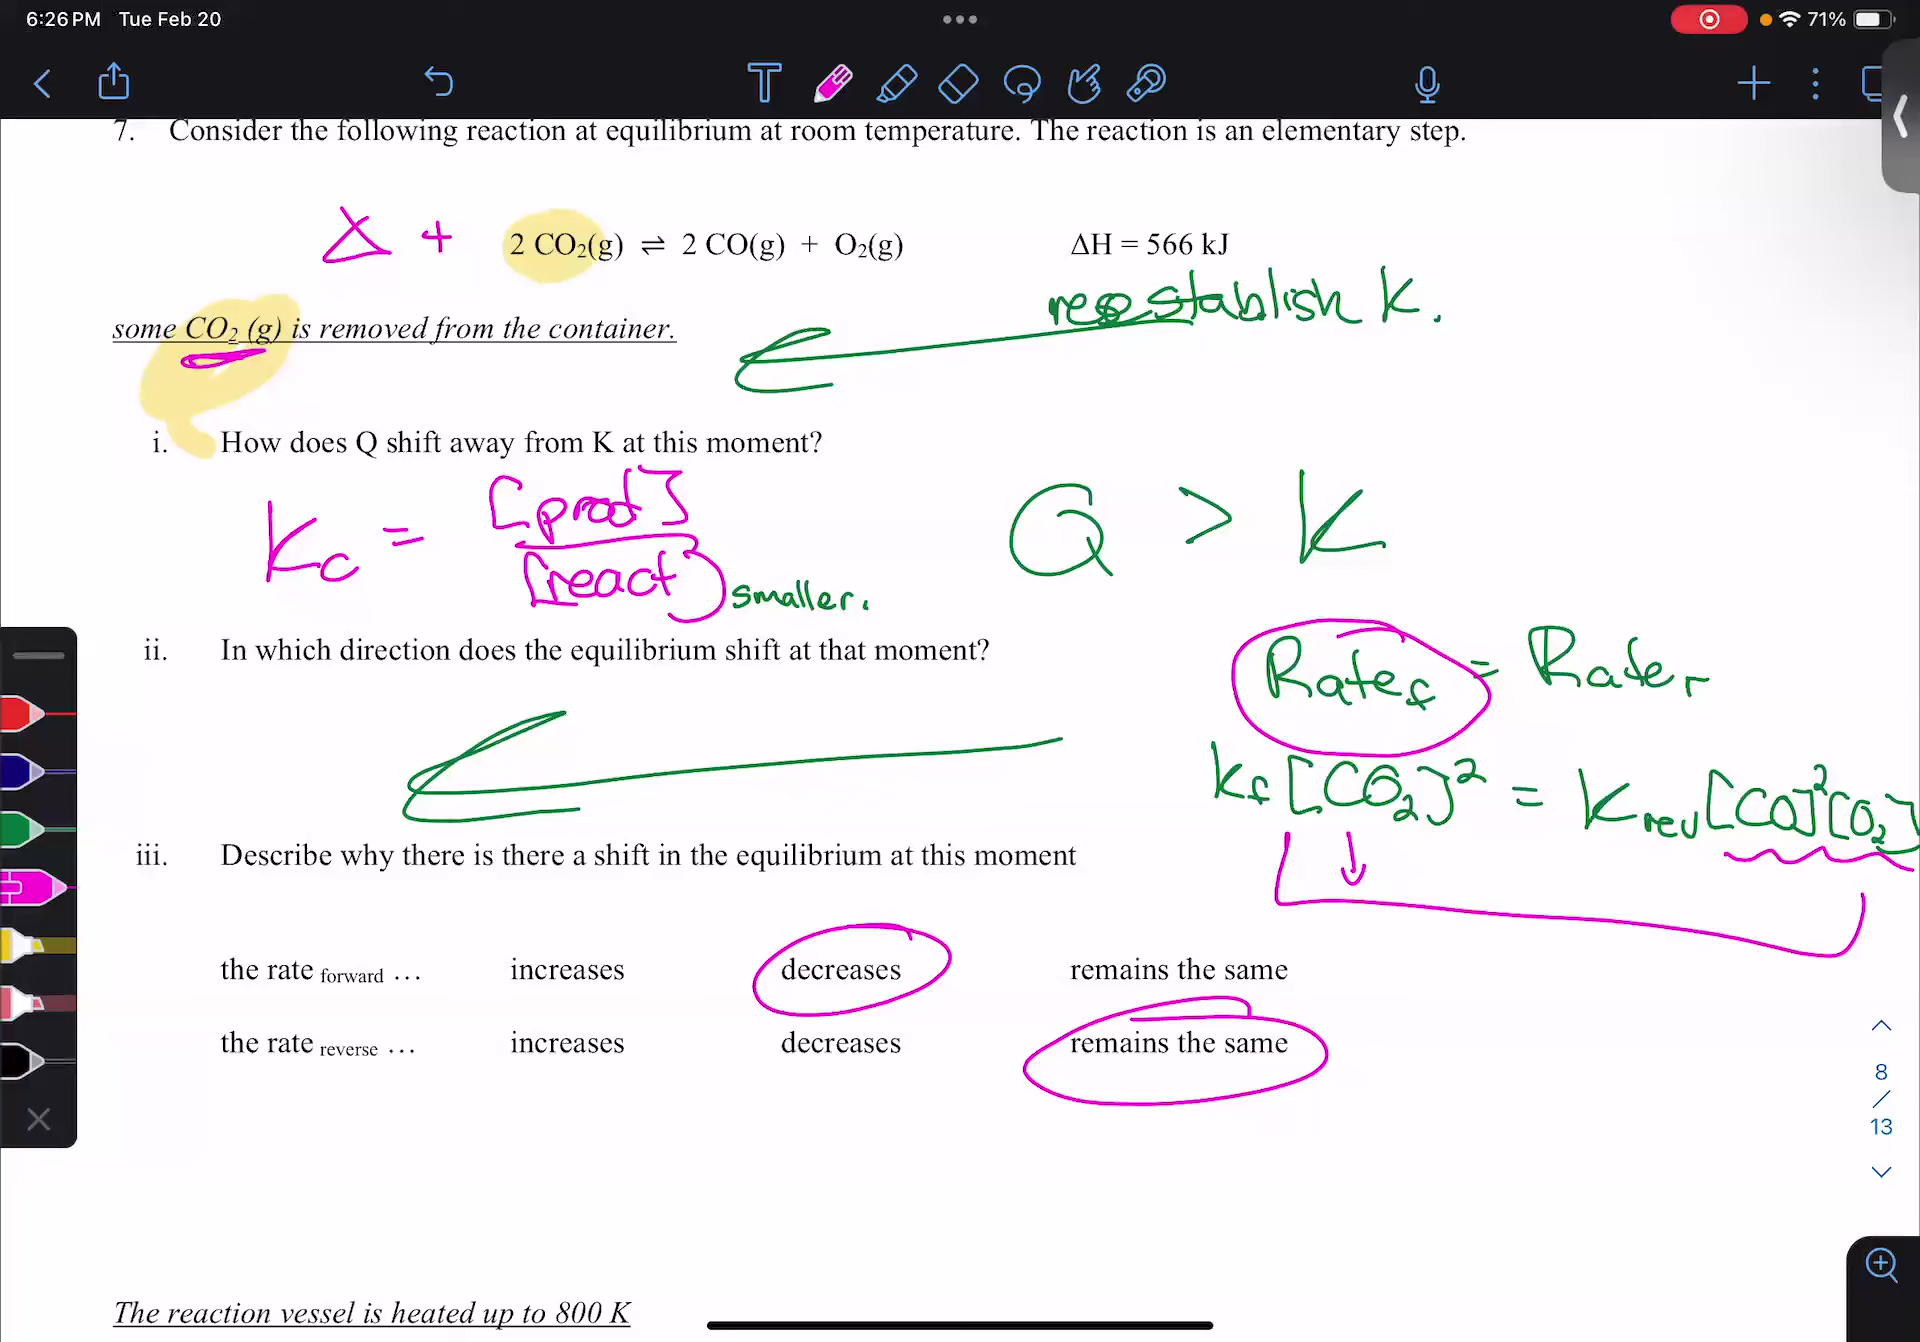 6:26 PM Tue Feb 20
71%
7. Consider the following reaction at equilibrium at room temperature. The reaction is an elementary step.
Δ + 2 CO₂(g) ⇌ 2 CO(g) + O₂(g) ΔH = 566 kJ
reestablish K.
some CO₂ (g) is removed from the container.
i. How does Q shift away from K at this moment?
Kc = [prod] / [react] smaller.
Q > K
ii. In which direction does the equilibrium shift at that moment?
Rate f = Rate r
kf [CO₂]² = krev [CO]² [O₂]
iii. Describe why there is there a shift in the equilibrium at this moment
the rate forward … increases decreases remains the same
the rate reverse … increases decreases remains the same
8
/
13
The reaction vessel is heated up to 800 K